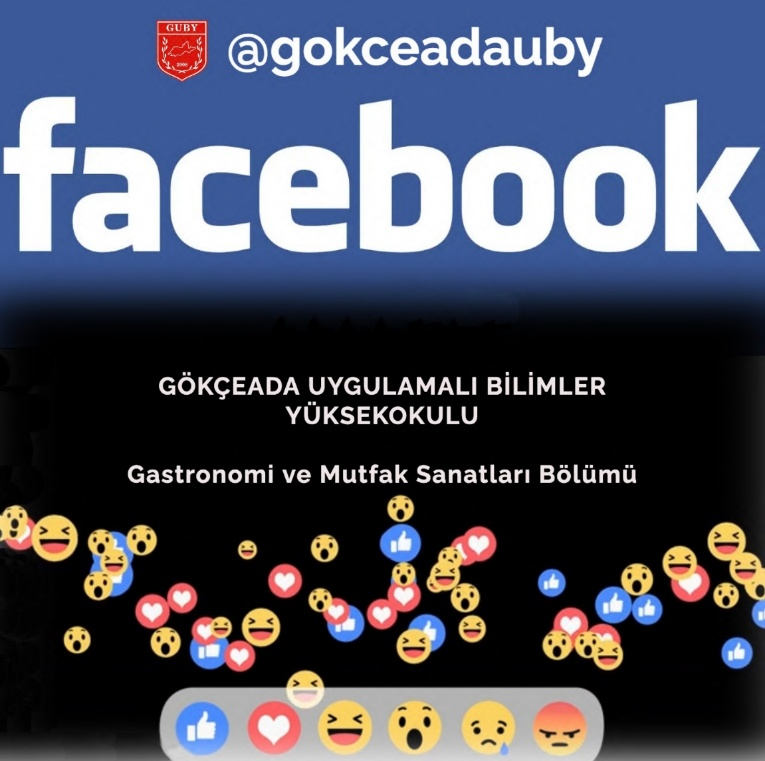 GUBY
@gokceadauby
facebook
GÖKÇEADA UYGULAMALI BİLİMLER
YÜKSEKOKULU
Gastronomi ve Mutfak Sanatları Bölümü